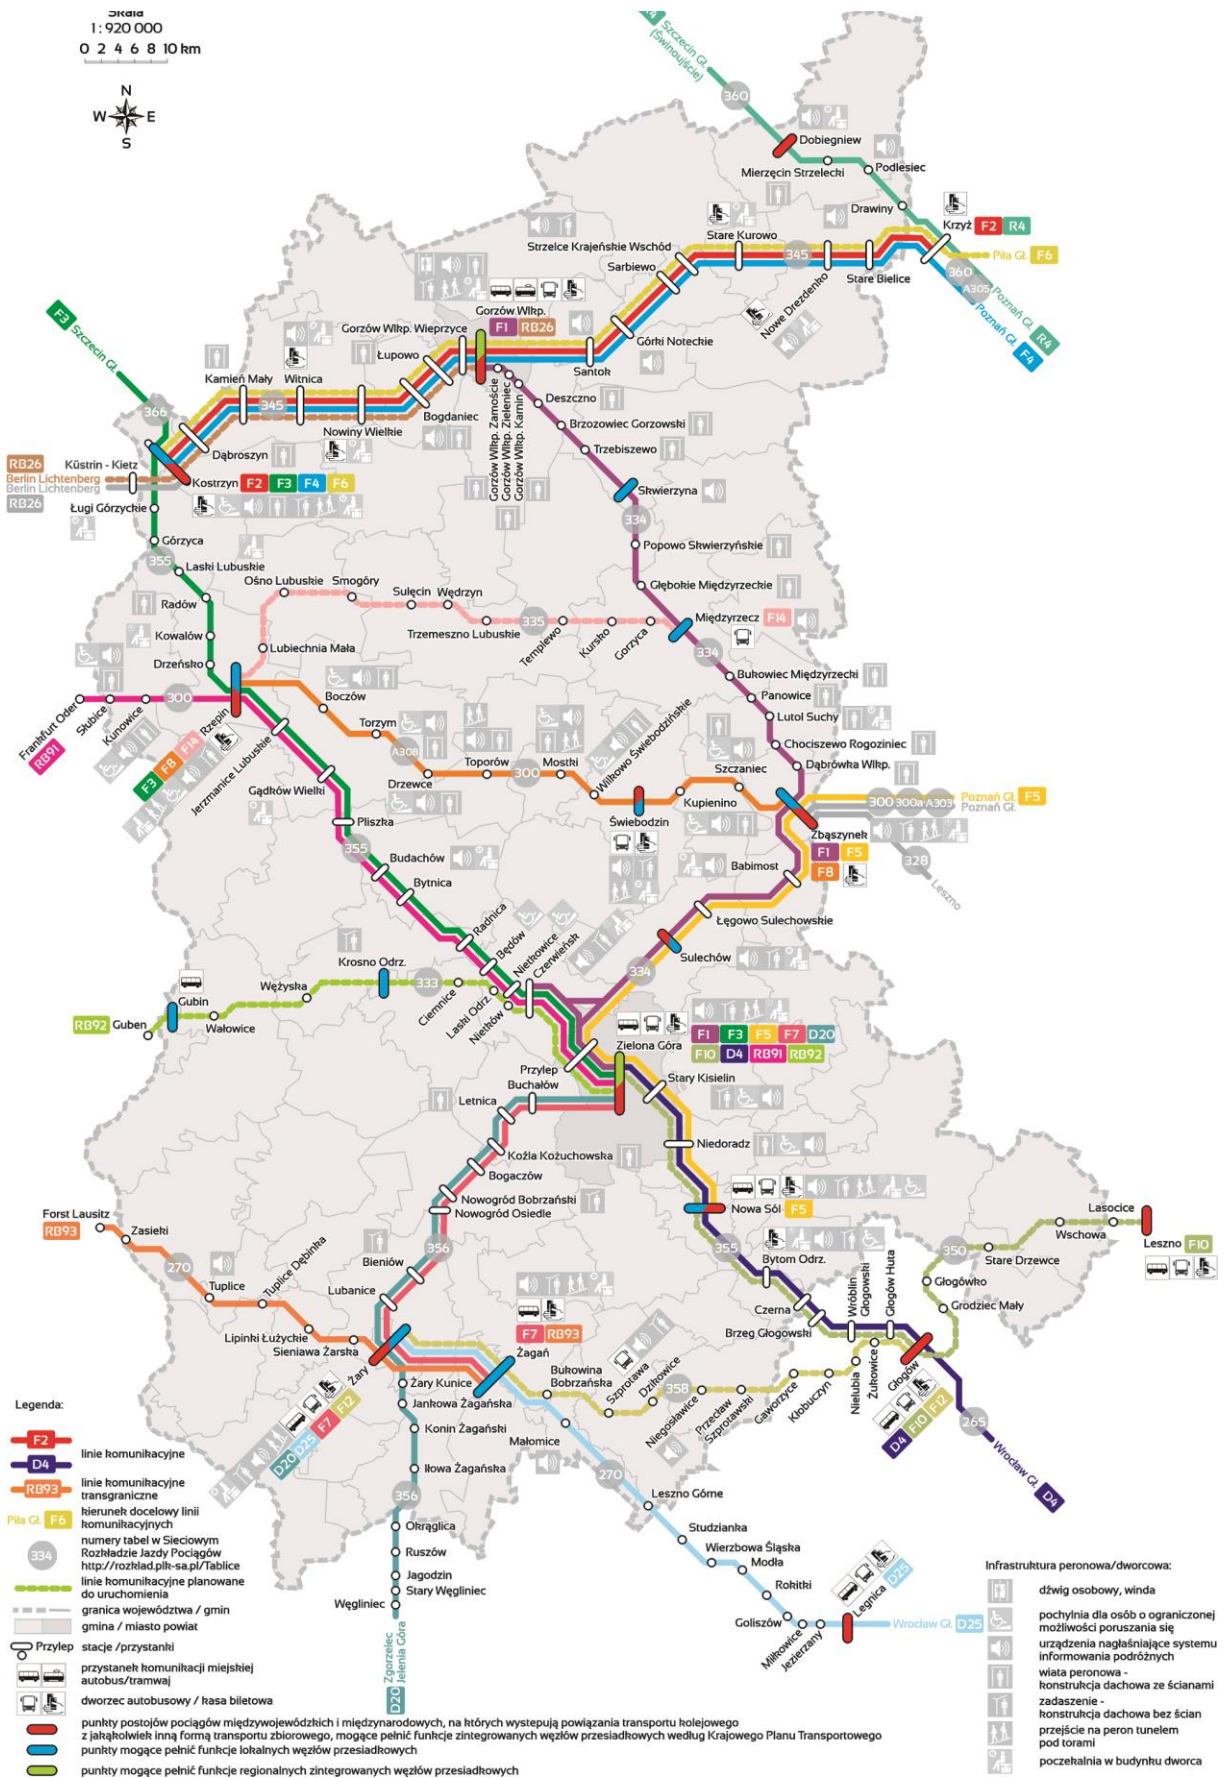 Skala
1 : 920 000
0 2 4 6 8 10 km
N
W E
S
R4
Szczecin Gł.
(Świnoujście)
360
Dobiegniew
Mierzęcin Strzelecki
Podlesiec
Drawiny
Krzyż F2 R4
Piła Gł. F6
360
A305
Poznań Gł. R4
Poznań Gł. F4
Strzelce Krajeńskie Wschód
Stare Kurowo
Sarbiewo
345
Stare Bielice
Nowe Drezdenko
Górki Noteckie
Santok
Gorzów Wlkp.
F1 RB26
Gorzów Wlkp. Wieprzyce
Łupowo
Bogdaniec
F3 Szczecin Gł.
366
Kamień Mały
Witnica
345
Nowiny Wielkie
Dąbroszyn
RB26
Küstrin - Kietz
Berlin Lichtenberg
Berlin Lichtenberg
RB26
Kostrzyn F2 F3 F4 F6
Gorzów Wlkp. Zamoście
Gorzów Wlkp. Zieleniec
Gorzów Wlkp. Karnin
Deszczno
Brzozowiec Gorzowski
Trzebiszewo
Skwierzyna
334
Popowo Skwierzyńskie
Głębokie Międzyrzeckie
Międzyrzecz F14
334
Bukowiec Międzyrzecki
Panowice
Lutol Suchy
Chociszewo Rogoziniec
Dąbrówka Wlkp.
Ługi Górzyckie
Górzyca
355
Laski Lubuskie
Radów
Kowalów
Drzeńsko
Ośno Lubuskie
Smogóry
Sulęcin
Wędrzyn
Trzemeszno Lubuskie
335
Templewo
Kursko
Gorzyca
Lubiechnia Mała
Frankfurt Oder
RB91
Słubice
Kunowice
300
Rzepin
F3 F8 F14
Jerzmanice Lubuskie
Boczów
Torzym
A308
Drzewce
Toporów
300
Mostki
Wilkowo Świebodzińskie
Świebodzin
Kupienino
Szczaniec
Zbąszynek
F1 F5
F8
300 300a A303
Poznań Gł. F5
Poznań Gł.
328
Leszno
Gądków Wielki
Pliszka
355
Budachów
Bytnica
Radnica
Będów
Nietkowice
Czerwieńsk
Babimost
Łęgowo Sulechowskie
Sulechów
334
Krosno Odrz.
333
Wężyska
Ciemnice
Laski Odrz.
Nietków
Gubin
RB92 Guben
Wałowice
Zielona Góra
F1 F3 F5 F7 D20
F10 D4 RB91 RB92
Przylep
Buchałów
Letnica
Stary Kisielin
Niedoradz
Koźla Kożuchowska
Bogaczów
Nowogród Bobrzański
Nowogród Osiedle
Nowa Sól F5
356
355
Bieniów
Lubanice
Bytom Odrz.
Czerna
Brzeg Głogowski
Wróblin Głogowski
Głogów Huta
Głogów
D4 F10 F12
Żukowice
Nielubia
Kłobuczyn
Gaworzyce
Przecław Szprotawski
Niegosławice
358
Dzikowice
Szprotawa
Bukowina Bobrzańska
Grodziec Mały
Głogówko
350
Stare Drzewce
Wschowa
Lasocice
Leszno F10
265
Wrocław Gł. D4
Forst Lausitz
RB93
Zasieki
270
Tuplice
Tuplice Dębinka
Lipinki Łużyckie
Sieniawa Żarska
Żary
D20 D25 F7 F12
F7 RB93
Żagań
Żary Kunice
Jankowa Żagańska
Konin Żagański
Iłowa Żagańska
356
Okrąglica
Ruszów
Jagodzin
Stary Węgliniec
Węgliniec
D20 Zgorzelec
Jelenia Góra
Małomice
270
Leszno Górne
Studzianka
Wierzbowa Śląska
Modła
Rokitki
Goliszów
Miłkowice
Jezierzany
Legnica D25
Wrocław Gł. D25
Legenda:
F2
D4
linie komunikacyjne
RB93
linie komunikacyjne
transgraniczne
Piła Gł. F6
kierunek docelowy linii
komunikacyjnych
334
numery tabel w Sieciowym
Rozkładzie Jazdy Pociągów
http://rozklad.plk-sa.pl/Tablice
linie komunikacyjne planowane
do uruchomienia
granica województwa / gmin
gmina / miasto powiat
Przylep stacje /przystanki
przystanek komunikacji miejskiej
autobus/tramwaj
dworzec autobusowy / kasa biletowa
punkty postojów pociągów międzywojewódzkich i międzynarodowych, na których występują powiązania transportu kolejowego
z jakąkolwiek inną formą transportu zbiorowego, mogące pełnić funkcje zintegrowanych węzłów przesiadkowych według Krajowego Planu Transportowego
punkty mogące pełnić funkcje lokalnych węzłów przesiadkowych
punkty mogące pełnić funkcje regionalnych zintegrowanych węzłów przesiadkowych
Infrastruktura peronowa/dworcowa:
dźwig osobowy, winda
pochylnia dla osób o ograniczonej
możliwości poruszania się
urządzenia nagłaśniające systemu
informowania podróżnych
wiata peronowa -
konstrukcja dachowa ze ścianami
zadaszenie -
konstrukcja dachowa bez ścian
przejście na peron tunelem
pod torami
poczekalnia w budynku dworca